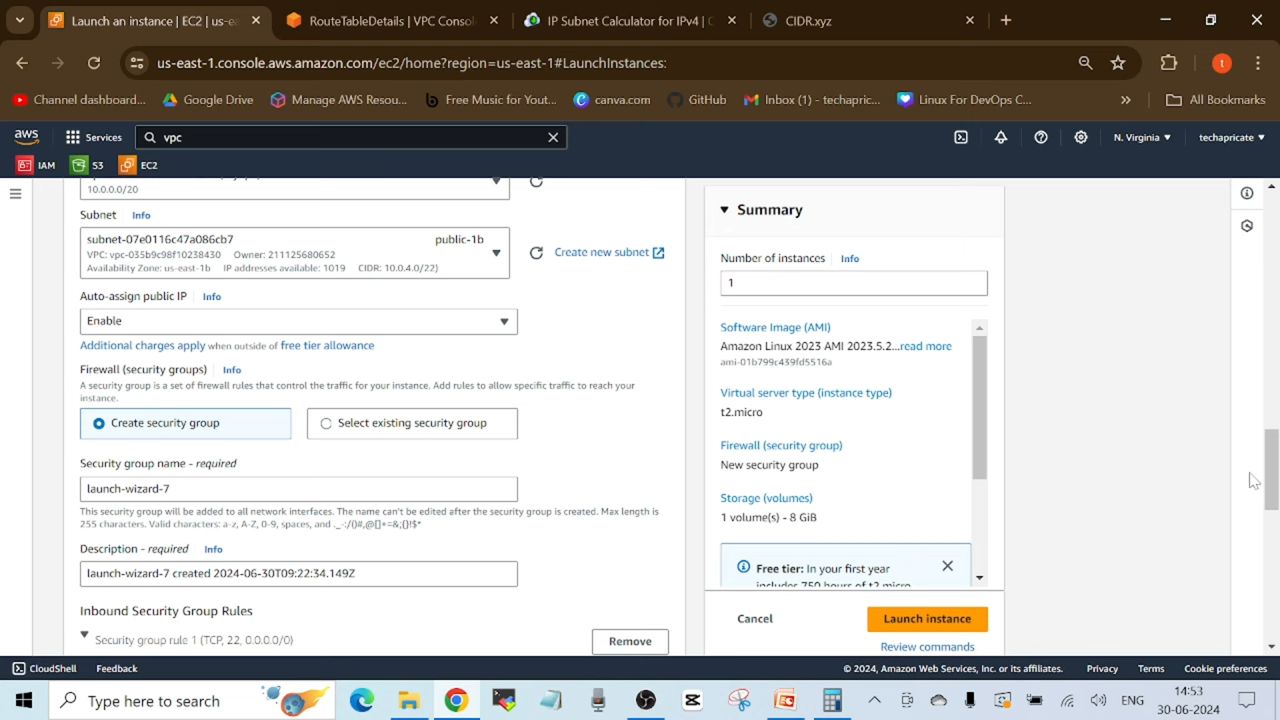 Launch an instance | EC2 | us-e
RouteTableDetails | VPC Consol
IP Subnet Calculator for IPv4 | C
CIDR.xyz
us-east-1.console.aws.amazon.com/ec2/home?region=us-east-1#LaunchInstances:
Channel dashboard...
Google Drive
Manage AWS Resou...
Free Music for Yout...
canva.com
GitHub
Inbox (1) - techapric...
Linux For DevOps C...
All Bookmarks
aws
Services
vpc
N. Virginia
techapricate
IAM
S3
EC2
10.0.0.0/20
Subnet Info
subnet-07e0116c47a086cb7 public-1b
VPC: vpc-035b9c98f10238430 Owner: 211125680652
Availability Zone: us-east-1b IP addresses available: 1019 CIDR: 10.0.4.0/22)
Create new subnet
Auto-assign public IP Info
Enable
Additional charges apply when outside of free tier allowance
Firewall (security groups) Info
A security group is a set of firewall rules that control the traffic for your instance. Add rules to allow specific traffic to reach your
instance.
Create security group
Select existing security group
Security group name - required
launch-wizard-7
This security group will be added to all network interfaces. The name can't be edited after the security group is created. Max length is
255 characters. Valid characters: a-z, A-Z, 0-9, spaces, and ._-:/()#,@[]+=&;{}!$*
Description - required Info
launch-wizard-7 created 2024-06-30T09:22:34.149Z
Inbound Security Group Rules
Security group rule 1 (TCP, 22, 0.0.0.0/0)
Remove
Summary
Number of instances Info
1
Software Image (AMI)
Amazon Linux 2023 AMI 2023.5.2...read more
ami-01b799c439fd5516a
Virtual server type (instance type)
t2.micro
Firewall (security group)
New security group
Storage (volumes)
1 volume(s) - 8 GiB
Free tier: In your first year
includes 750 hours of t2.micro
Cancel
Launch instance
Review commands
CloudShell
Feedback
© 2024, Amazon Web Services, Inc. or its affiliates.
Privacy
Terms
Cookie preferences
Type here to search
ENG
14:53
30-06-2024